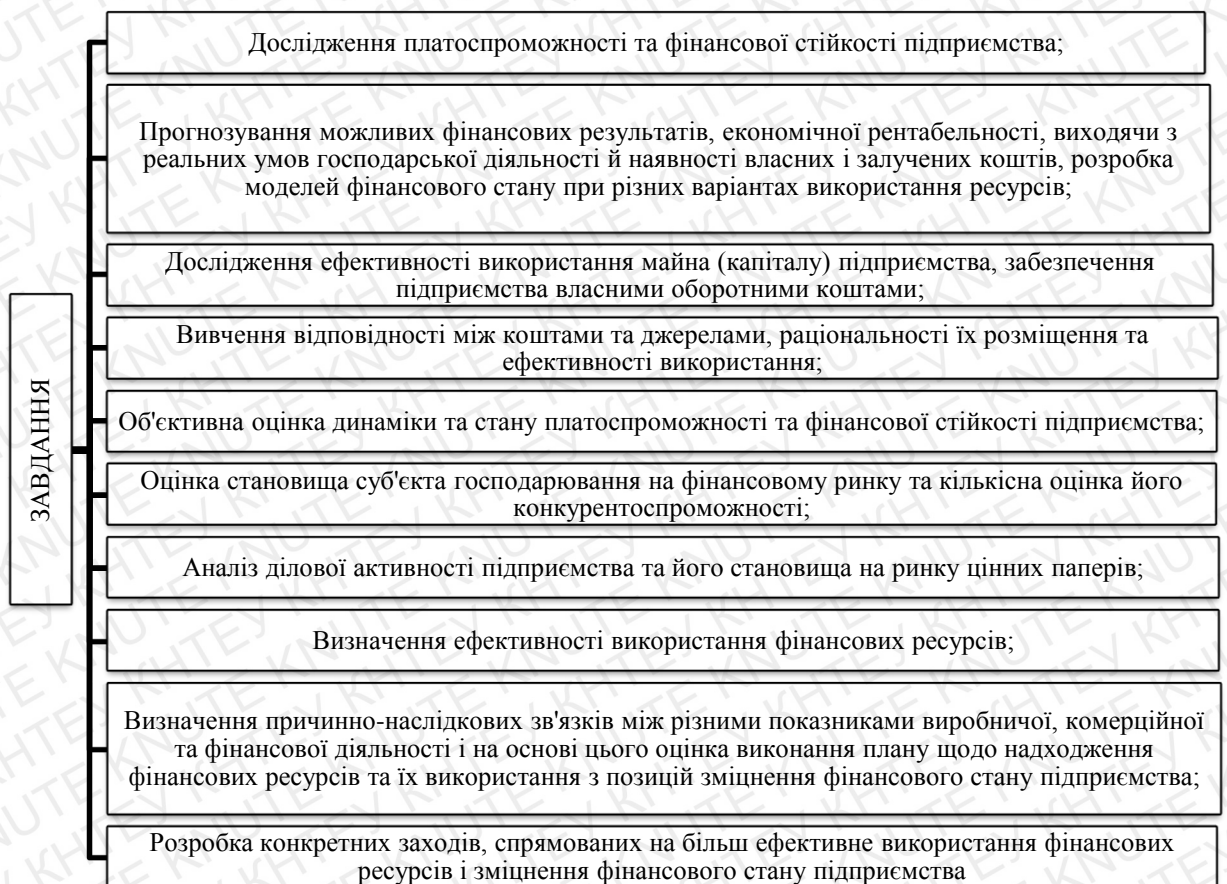 Дослідження платоспроможності та фінансової стійкості підприємства;
Прогнозування можливих фінансових результатів, економічної рентабельності, виходячи з
реальних умов господарської діяльності й наявності власних і залучених коштів, розробка
моделей фінансового стану при різних варіантах використання ресурсів;
Дослідження ефективності використання майна (капіталу) підприємства, забезпечення
підприємства власними оборотними коштами;
Вивчення відповідності між коштами та джерелами, раціональності їх розміщення та
ефективності використання;
ЗАВДАННЯ
Об'єктивна оцінка динаміки та стану платоспроможності та фінансової стійкості підприємства;
Оцінка становища суб'єкта господарювання на фінансовому ринку та кількісна оцінка його
конкурентоспроможності;
Аналіз ділової активності підприємства та його становища на ринку цінних паперів;
Визначення ефективності використання фінансових ресурсів;
Визначення причинно-наслідкових зв'язків між різними показниками виробничої, комерційної
та фінансової діяльності і на основі цього оцінка виконання плану щодо надходження
фінансових ресурсів та їх використання з позицій зміцнення фінансового стану підприємства;
Розробка конкретних заходів, спрямованих на більш ефективне використання фінансових
ресурсів і зміцнення фінансового стану підприємства